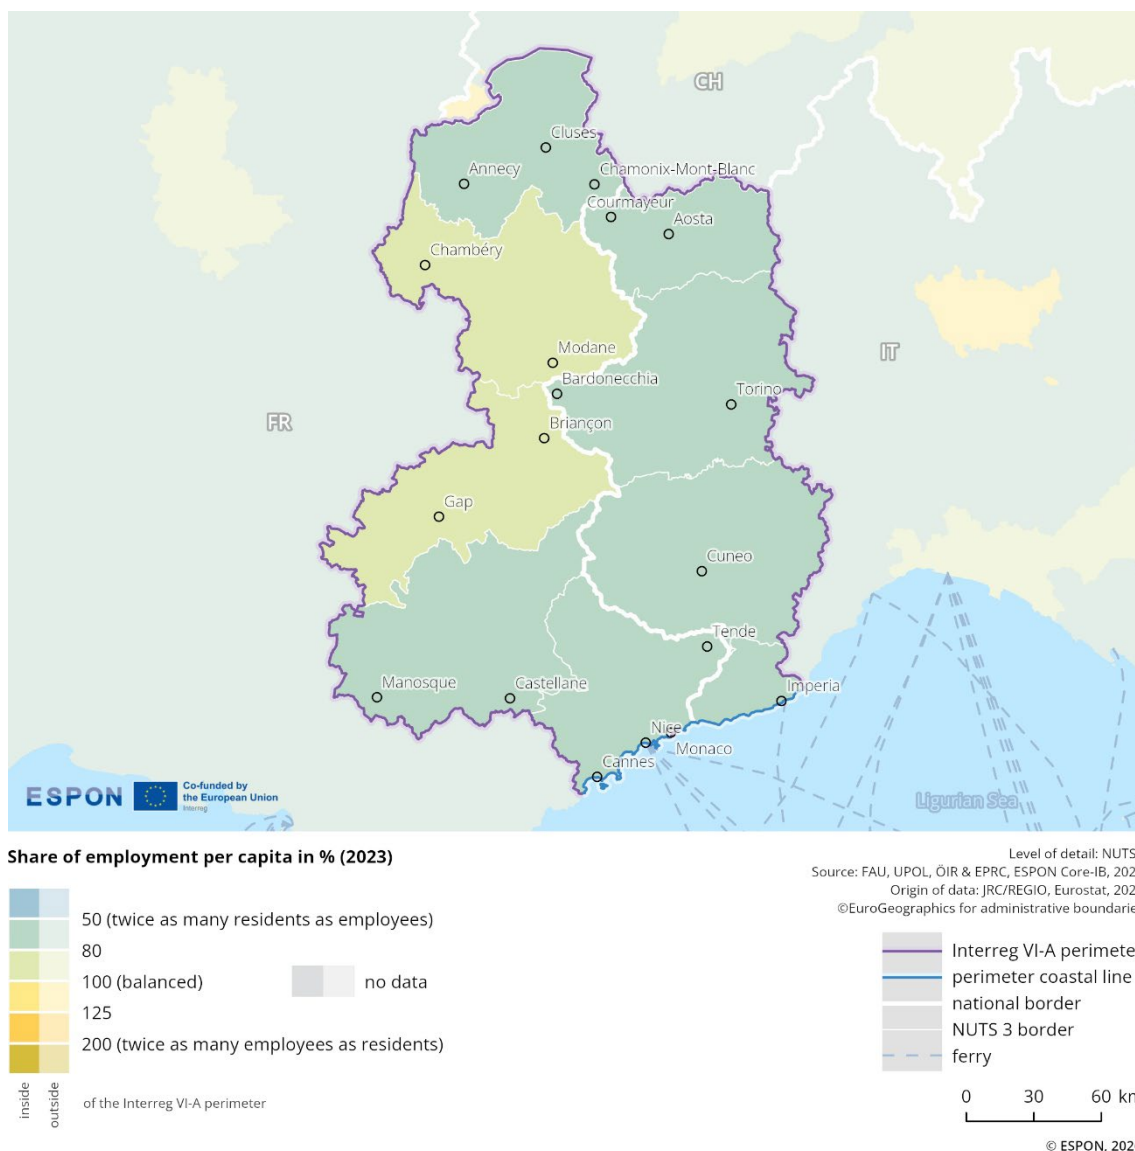 CH
Cluses
Annecy
Chamonix-Mont-Blanc
Courmayeur
Aosta
Chambéry
Modane
IT
Bardonecchia
Torino
FR
Briançon
Gap
Cuneo
Tende
Manosque
Castellane
Imperia
Nice
Monaco
Cannes
Ligurian Sea
ESPON
Co-funded by
the European Union
Interreg
Share of employment per capita in % (2023)
50 (twice as many residents as employees)
80
100 (balanced)
125
200 (twice as many employees as residents)
no data
inside
outside
of the Interreg VI-A perimeter
Level of detail: NUTS
Source: FAU, UPOL, ÖIR & EPRC, ESPON Core-IB, 202
Origin of data: JRC/REGIO, Eurostat, 202
©EuroGeographics for administrative boundarie
Interreg VI-A perimete
perimeter coastal line
national border
NUTS 3 border
ferry
0 30 60 km
© ESPON, 202